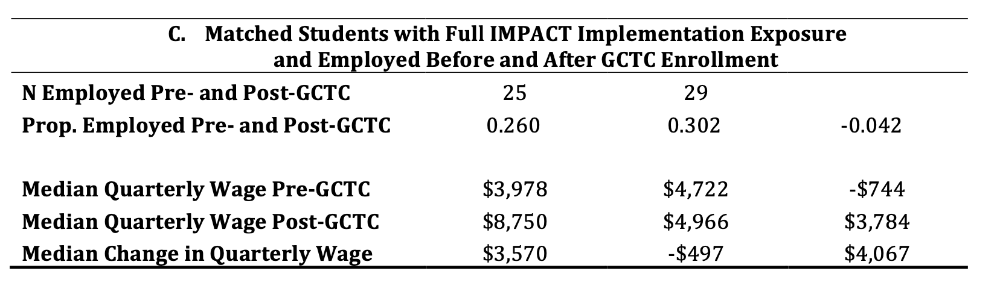 C. Matched Students with Full IMPACT Implementation Exposure
and Employed Before and After GCTC Enrollment
N Employed Pre- and Post-GCTC 25 29
Prop. Employed Pre- and Post-GCTC 0.260 0.302 -0.042
Median Quarterly Wage Pre-GCTC $3,978 $4,722 -$744
Median Quarterly Wage Post-GCTC $8,750 $4,966 $3,784
Median Change in Quarterly Wage $3,570 -$497 $4,067